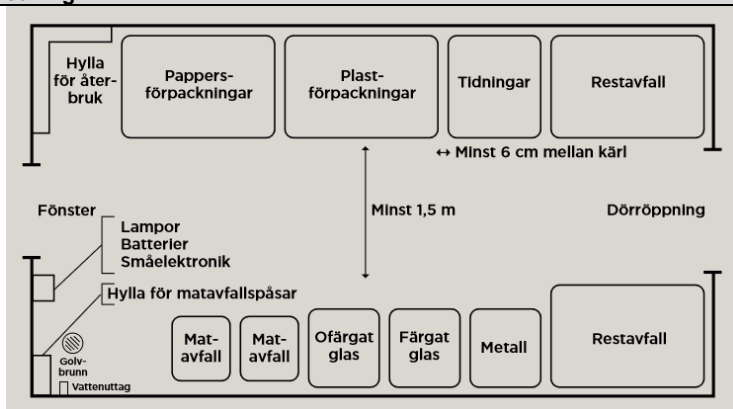 Hylla
för åter-
bruk
Pappers-
förpackningar
Plast-
förpackningar
Tidningar
Restavfall
↔ Minst 6 cm mellan kärl
Fönster
Minst 1,5 m
Dörröppning
Lampor
Batterier
Småelektronik
Hylla för matavfallspåsar
Mat-
avfall
Mat-
avfall
Ofärgat
glas
Färgat
glas
Metall
Restavfall
Golv-
brunn
Vattenuttag